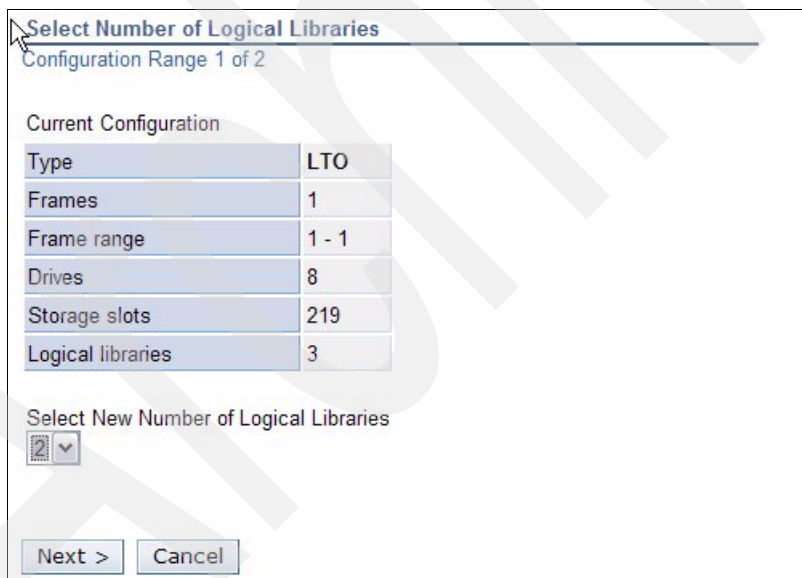 Select Number of Logical Libraries
Configuration Range 1 of 2
Current Configuration
Type LTO
Frames 1
Frame range 1 - 1
Drives 8
Storage slots 219
Logical libraries 3
Select New Number of Logical Libraries
2
Next > Cancel